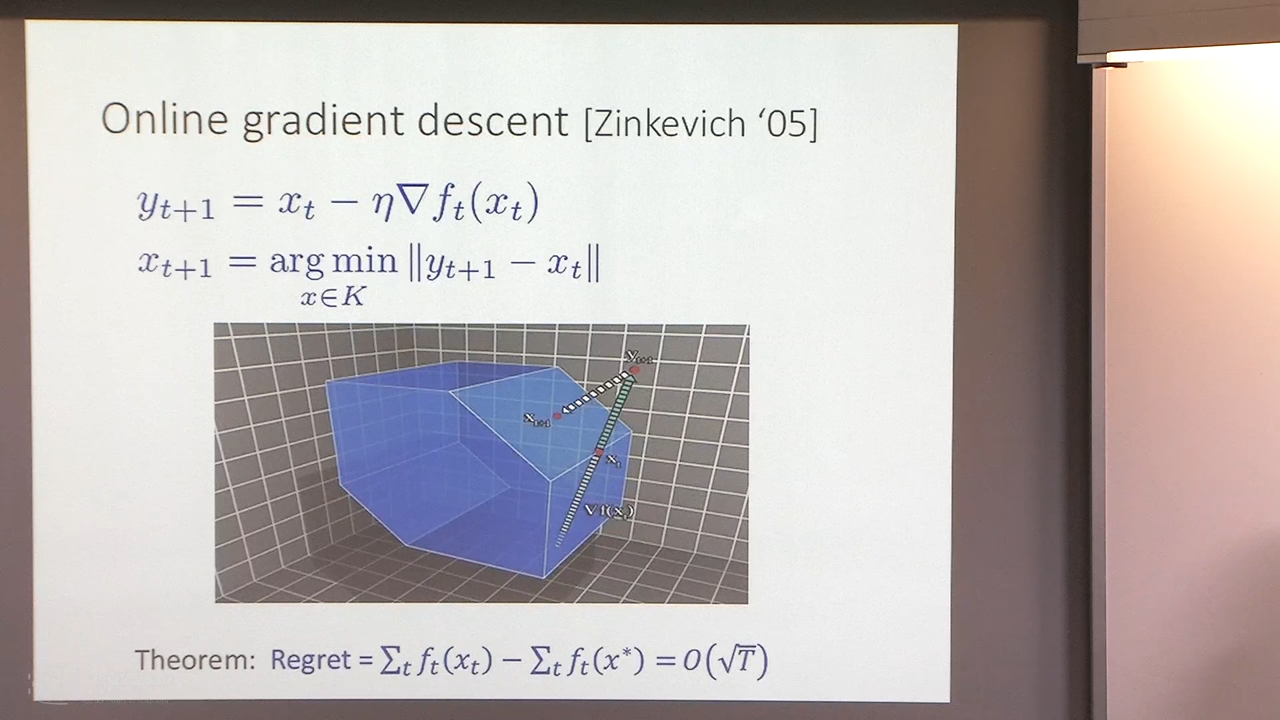 Online gradient descent [Zinkevich ‘05]
y_{t+1} = x_t − η∇f_t(x_t)
x_{t+1} = arg min ‖y_{t+1} − x_t‖
x∈K
y_{t+1}
x_{t+1}
x_t
∇f(x_t)
Theorem: Regret = ∑_t f_t(x_t) − ∑_t f_t(x*) = O(√T)